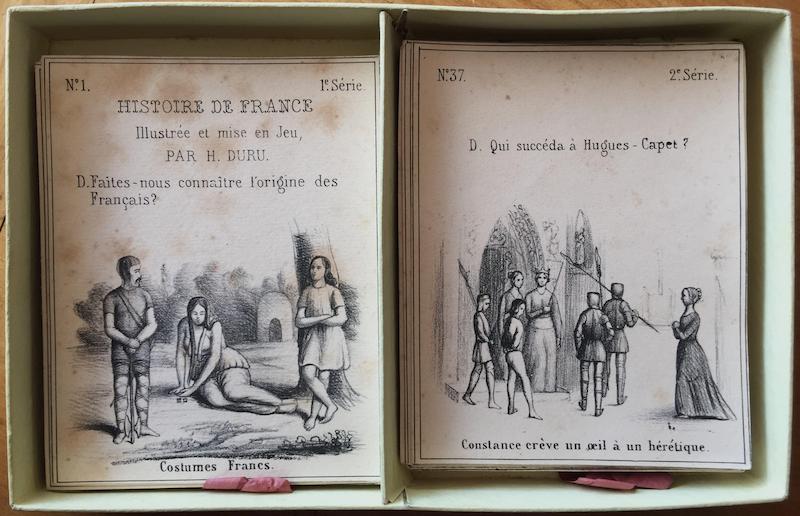 N° 1. 1e Série.
HISTOIRE DE FRANCE
Illustrée et mise en Jeu,
PAR H. DURU.
D. Faites-nous connaître l'origine des
Français?
Costumes Francs.
N° 37. 2e Série.
D. Qui succéda à Hugues-Capet ?
Constance crève un œil à un hérétique.